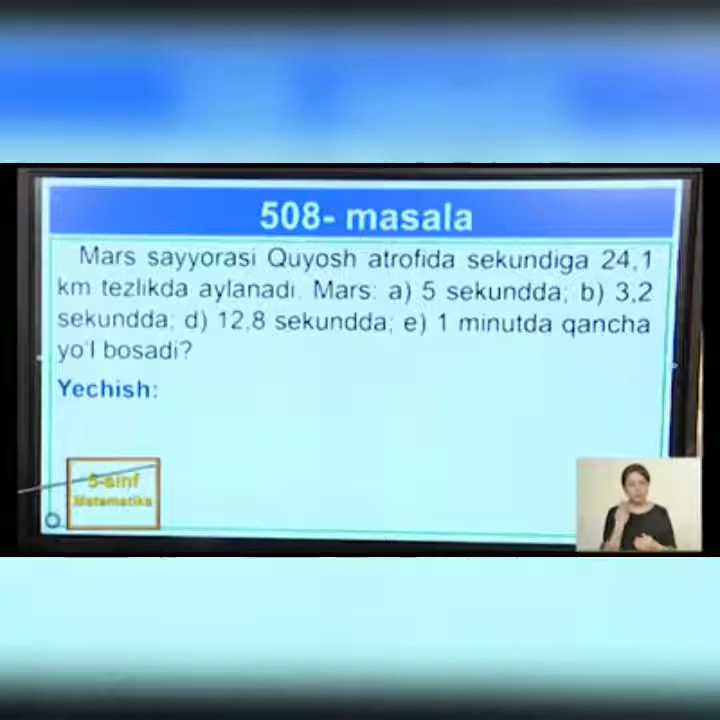 508- masala
Mars sayyorasi Quyosh atrofida sekundiga 24,1
km tezlikda aylanadi. Mars: a) 5 sekundda; b) 3,2
sekundda; d) 12,8 sekundda; e) 1 minutda qancha
yo'l bosadi?
Yechish:
5-sinf
Matematika